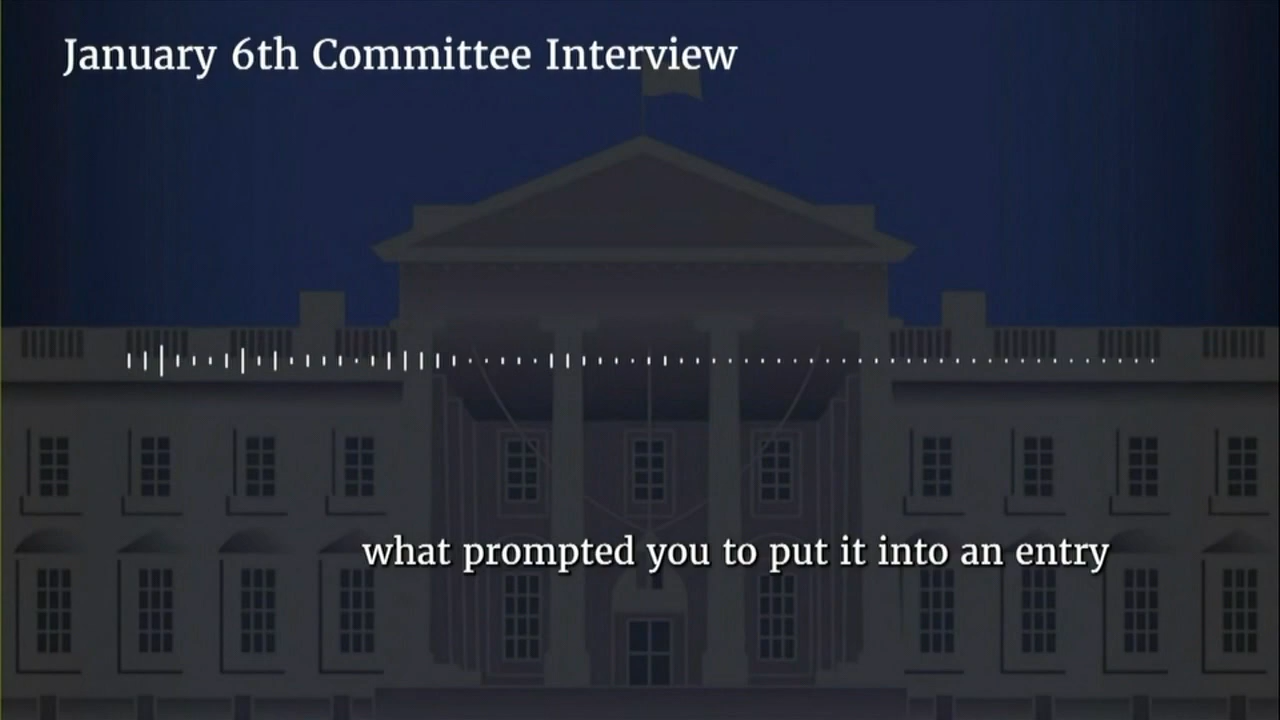 January 6th Committee Interview
what prompted you to put it into an entry